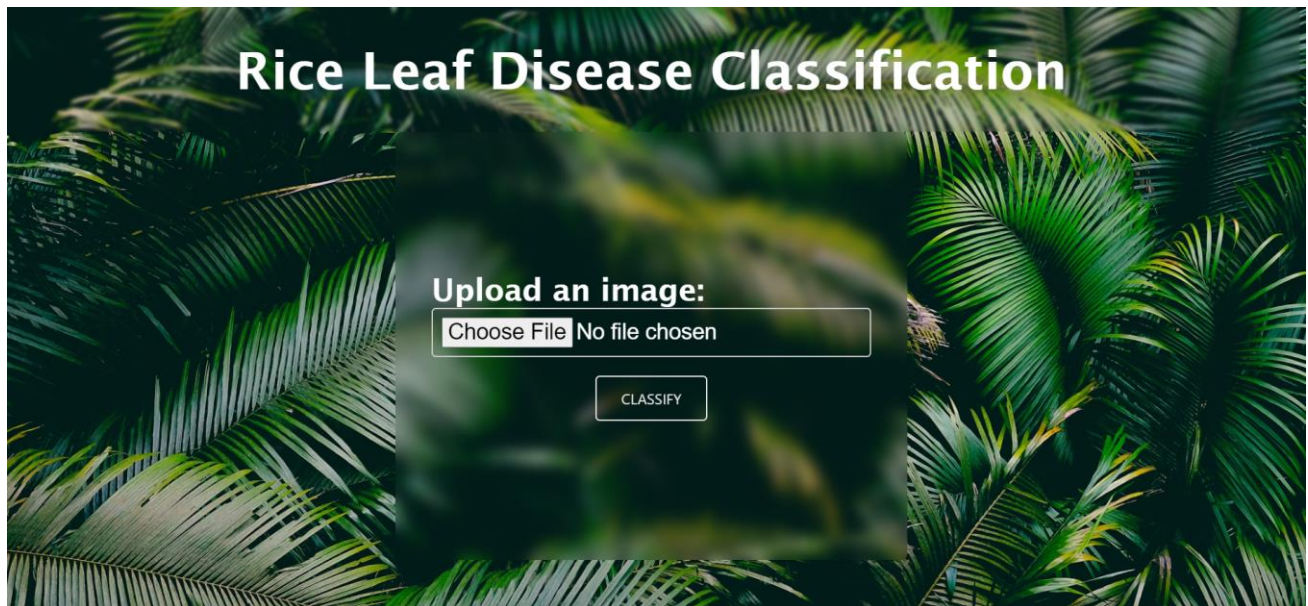 Rice Leaf Disease Classification
Upload an image:
Choose File No file chosen
CLASSIFY